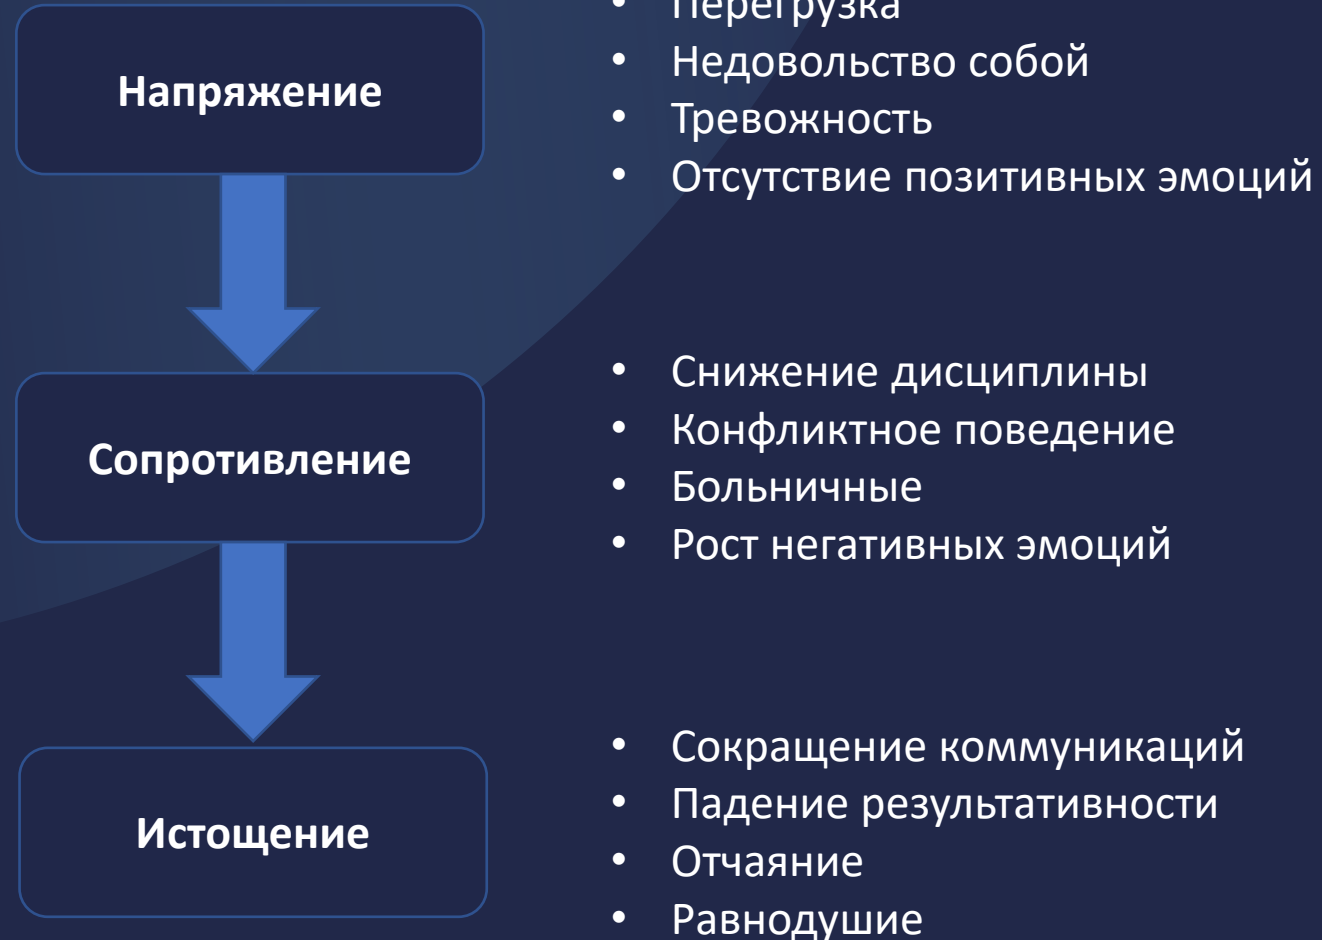 Напряжение
• Перегрузка
• Недовольство собой
• Тревожность
• Отсутствие позитивных эмоций
Сопротивление
• Снижение дисциплины
• Конфликтное поведение
• Больничные
• Рост негативных эмоций
Истощение
• Сокращение коммуникаций
• Падение результативности
• Отчаяние
• Равнодушие